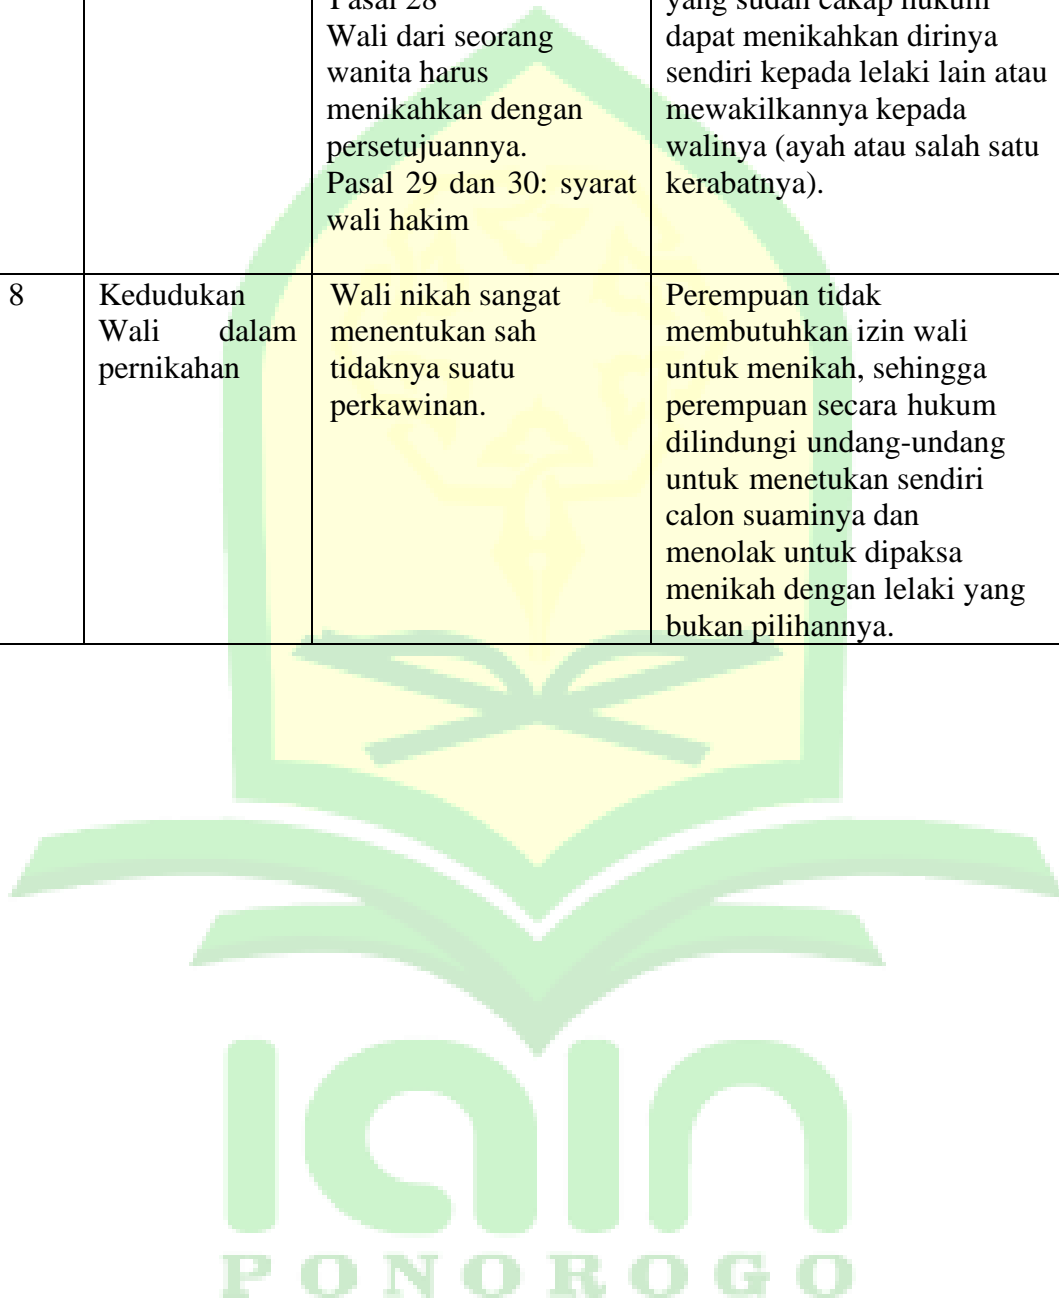 Pasal 28
Wali dari seorang
wanita harus
menikahkan dengan
persetujuannya.
Pasal 29 dan 30: syarat
wali hakim
yang sudah cakap hukum
dapat menikahkan dirinya
sendiri kepada lelaki lain atau
mewakilkannya kepada
walinya (ayah atau salah satu
kerabatnya).
8
Kedudukan
Wali dalam
pernikahan
Wali nikah sangat
menentukan sah
tidaknya suatu
perkawinan.
Perempuan tidak
membutuhkan izin wali
untuk menikah, sehingga
perempuan secara hukum
dilindungi undang-undang
untuk menetukan sendiri
calon suaminya dan
menolak untuk dipaksa
menikah dengan lelaki yang
bukan pilihannya.
iain
PONOROGO